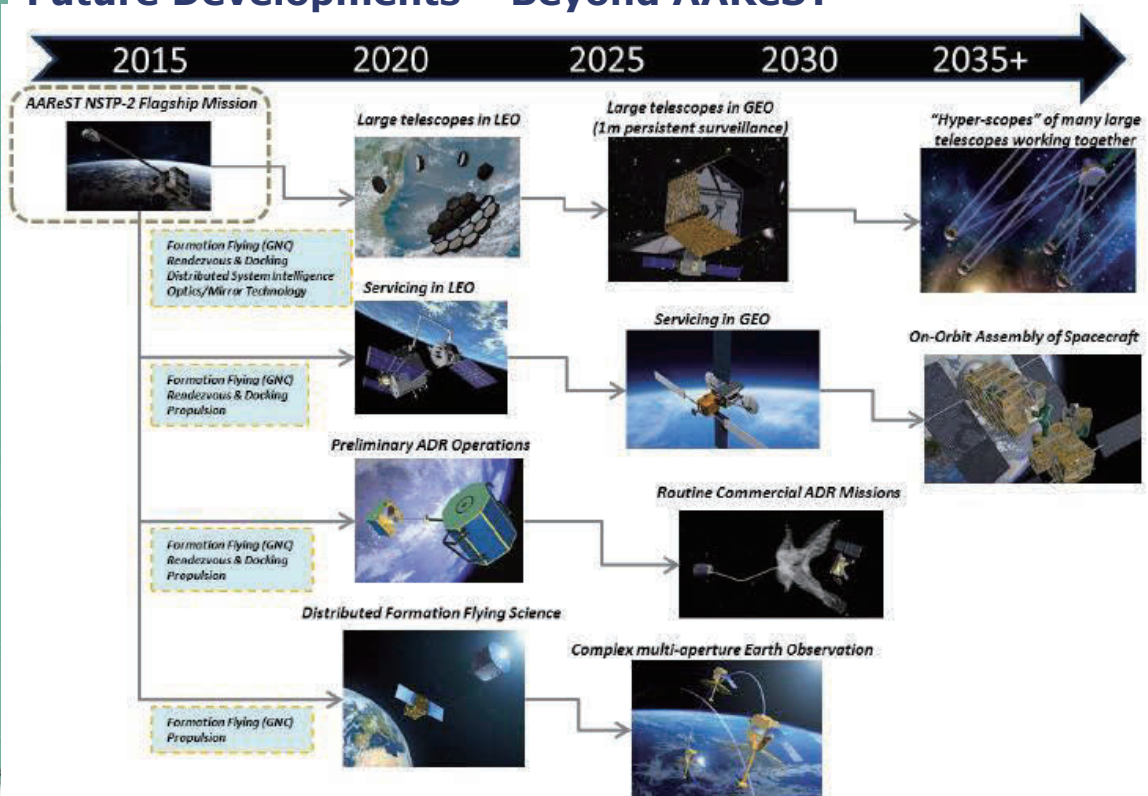 Future Developments – Beyond AAReST
2015 2020 2025 2030 2035+
AAReST NSTP-2 Flagship Mission
Large telescopes in LEO
Large telescopes in GEO
(1m persistent surveillance)
"Hyper-scopes" of many large
telescopes working together
Formation Flying (GNC)
Rendezvous & Docking
Distributed System Intelligence
Optics/Mirror Technology
Servicing in LEO
Servicing in GEO
On-Orbit Assembly of Spacecraft
Formation Flying (GNC)
Rendezvous & Docking
Propulsion
Preliminary ADR Operations
Routine Commercial ADR Missions
Formation Flying (GNC)
Rendezvous & Docking
Propulsion
Distributed Formation Flying Science
Complex multi-aperture Earth Observation
Formation Flying (GNC)
Propulsion